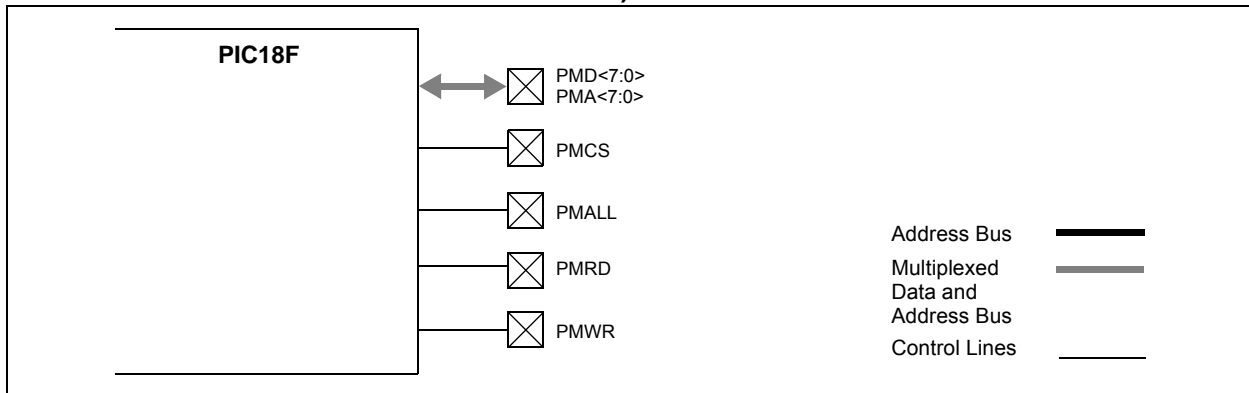 PIC18F
PMD<7:0>
PMA<7:0>
PMCS
PMALL
PMRD
PMWR
Address Bus
Multiplexed
Data and
Address Bus
Control Lines